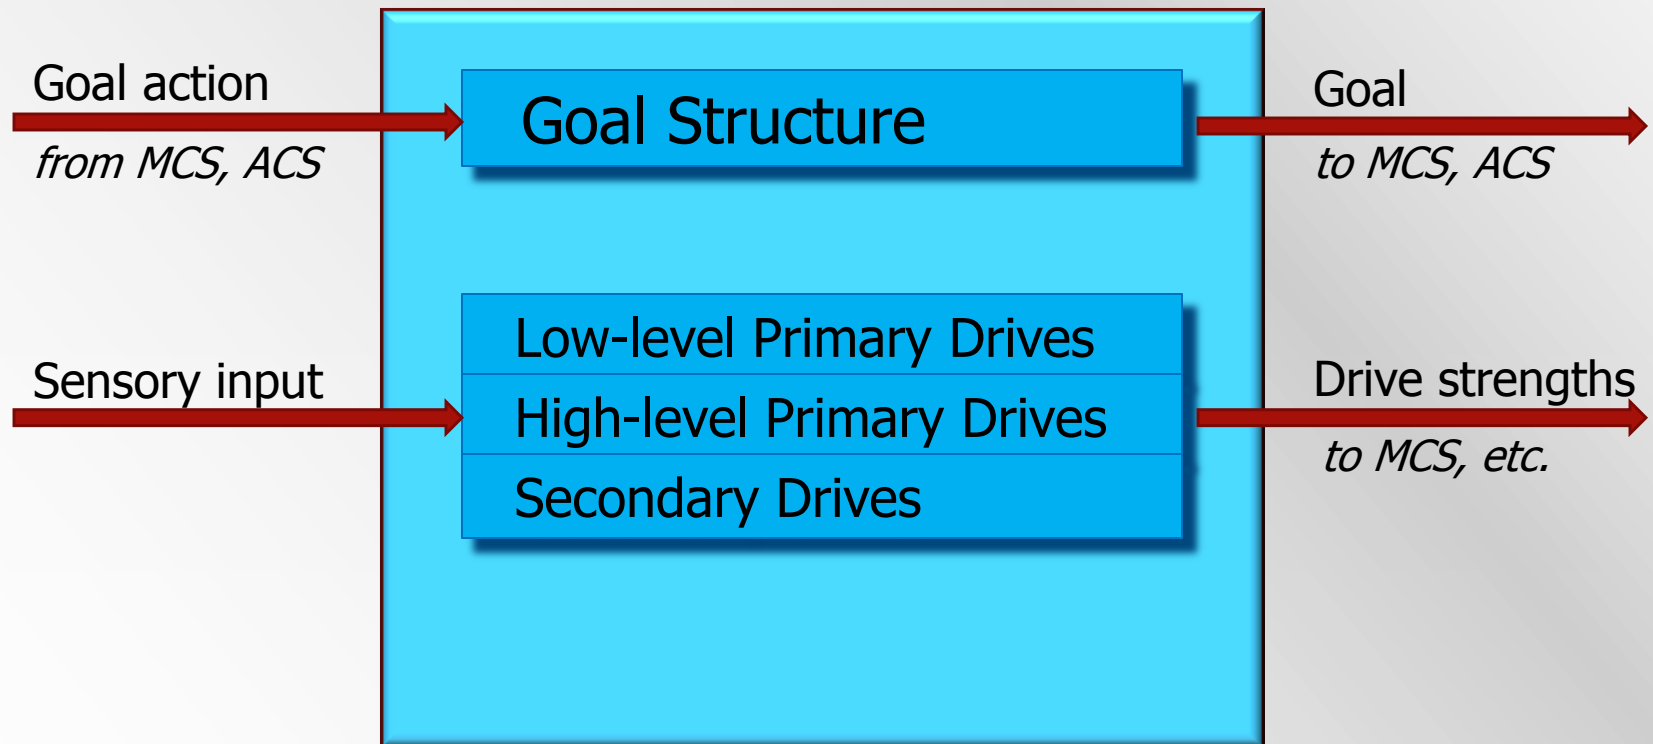 Goal action
from MCS, ACS
Goal Structure
Goal
to MCS, ACS
Sensory input
Low-level Primary Drives
High-level Primary Drives
Secondary Drives
Drive strengths
to MCS, etc.